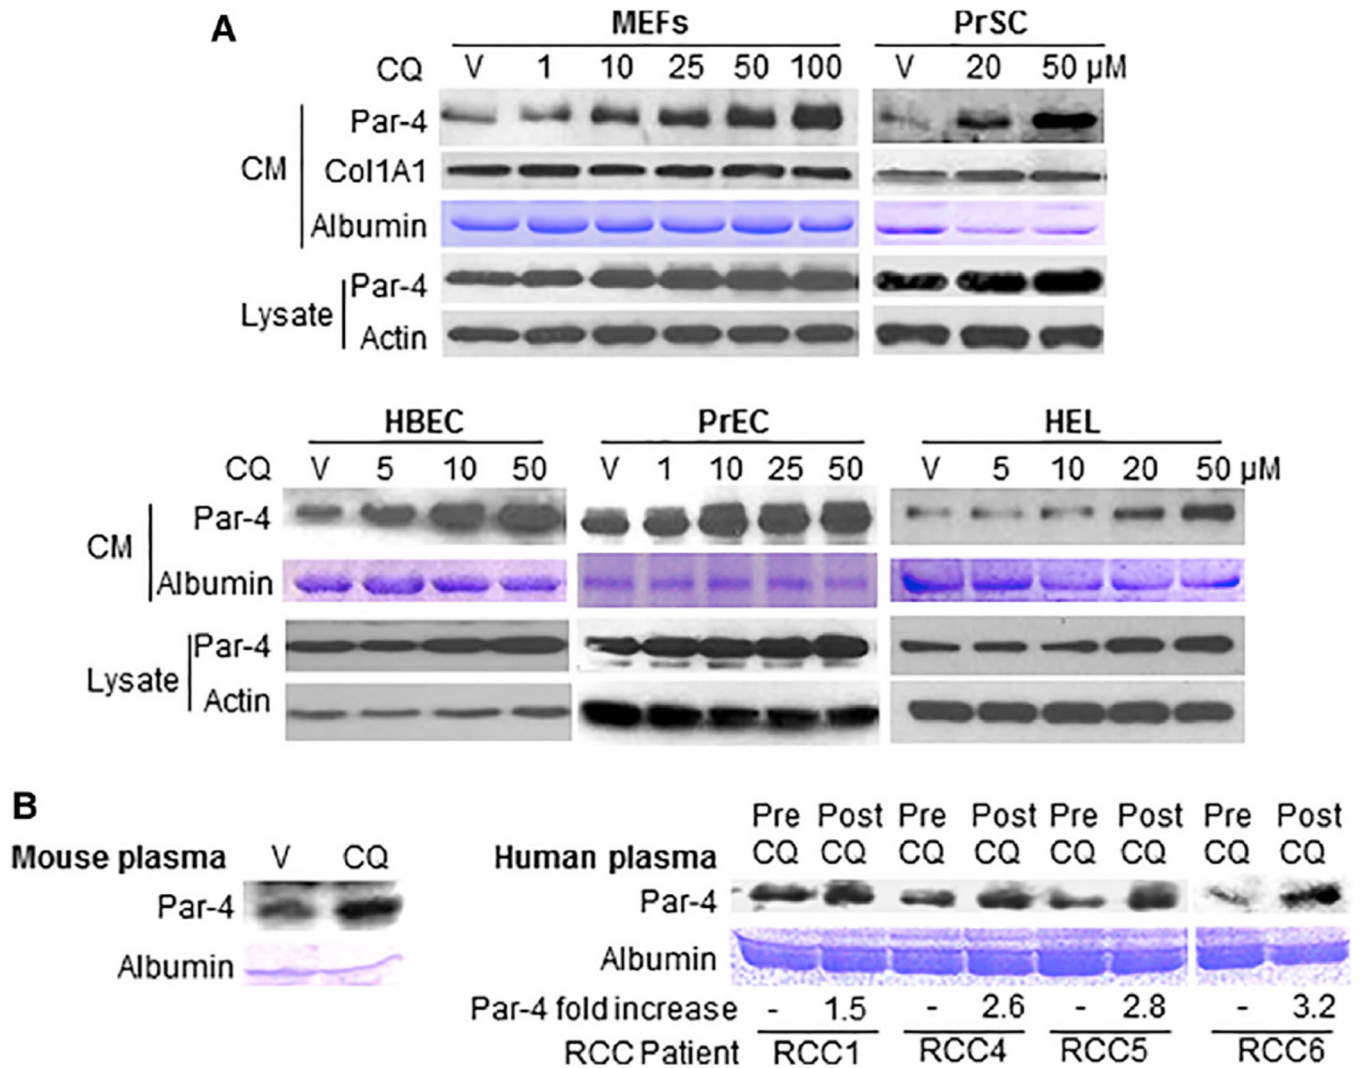 A
MEFs PrSC
CQ V 1 10 25 50 100 V 20 50 µM
Par-4
CM Col1A1
Albumin
Par-4
Lysate
Actin
HBEC PrEC HEL
CQ V 5 10 50 V 1 10 25 50 V 5 10 20 50 µM
Par-4
CM
Albumin
Par-4
Lysate
Actin
B
Pre Post Pre Post Pre Post Pre Post
Mouse plasma V CQ Human plasma CQ CQ CQ CQ CQ CQ CQ CQ
Par-4 Par-4
Albumin Albumin
Par-4 fold increase - 1.5 - 2.6 - 2.8 - 3.2
RCC Patient RCC1 RCC4 RCC5 RCC6